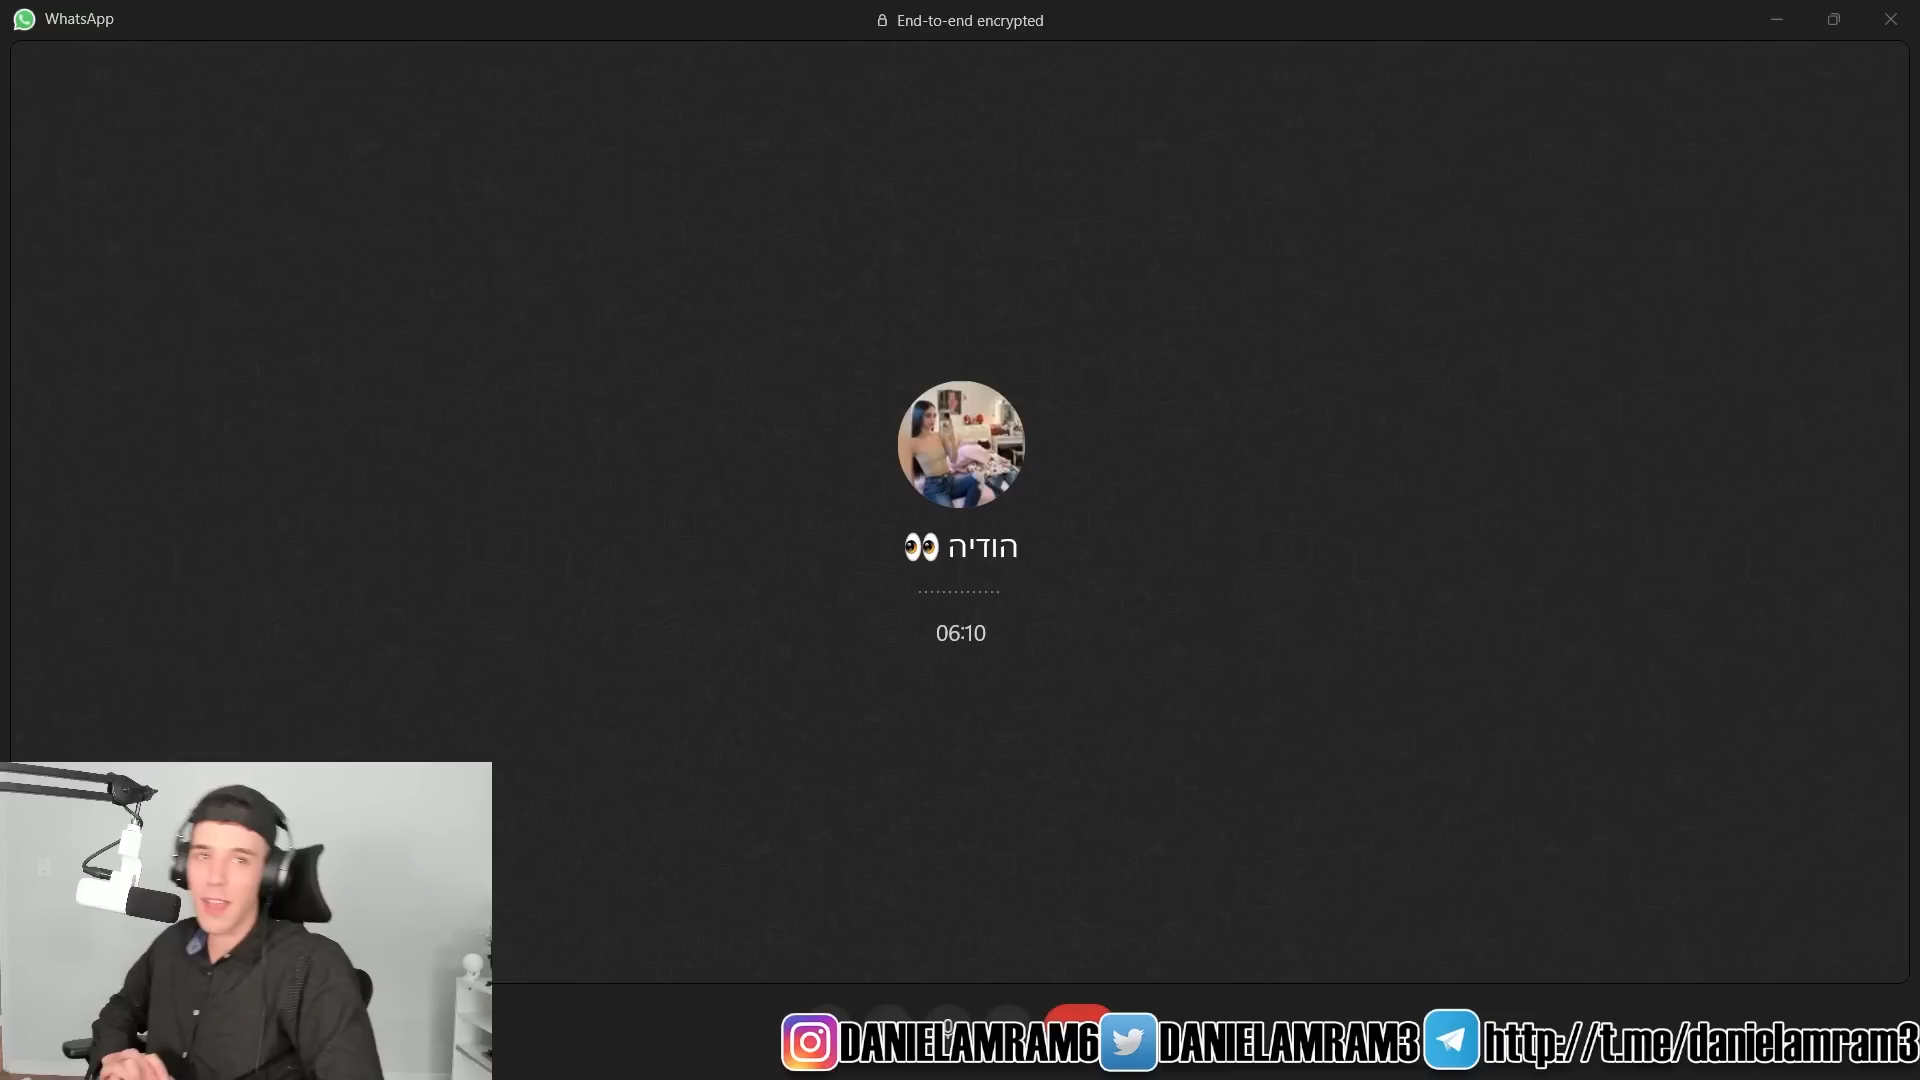 WhatsApp
End-to-end encrypted
הודיה 👀
06:10
DANIELAMRAM6 DANIELAMRAM3 http://t.me/danielamram3